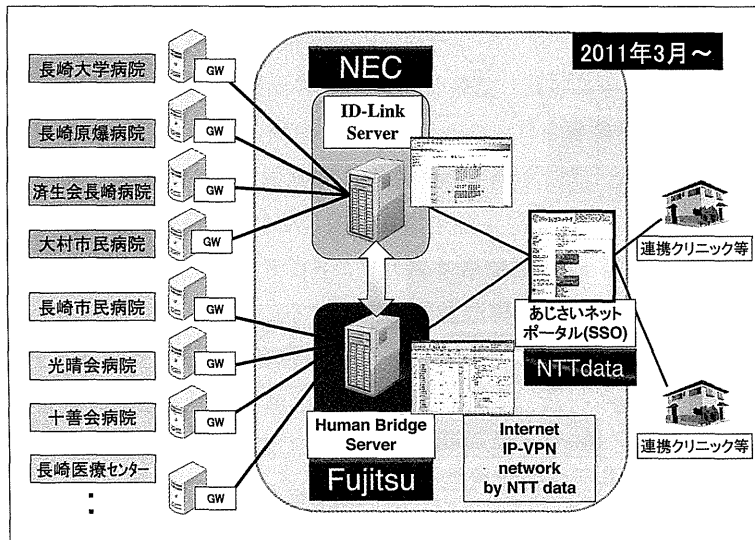 2011年3月～
長崎大学病院
GW
長崎原爆病院
GW
済生会長崎病院
GW
大村市民病院
GW
長崎市民病院
GW
光晴会病院
GW
十善会病院
GW
長崎医療センター
GW
NEC
ID-Link
Server
Human Bridge
Server
Fujitsu
あじさいネット
ポータル(SSO)
NTTdata
Internet
IP-VPN
network
by NTT data
連携クリニック等
連携クリニック等